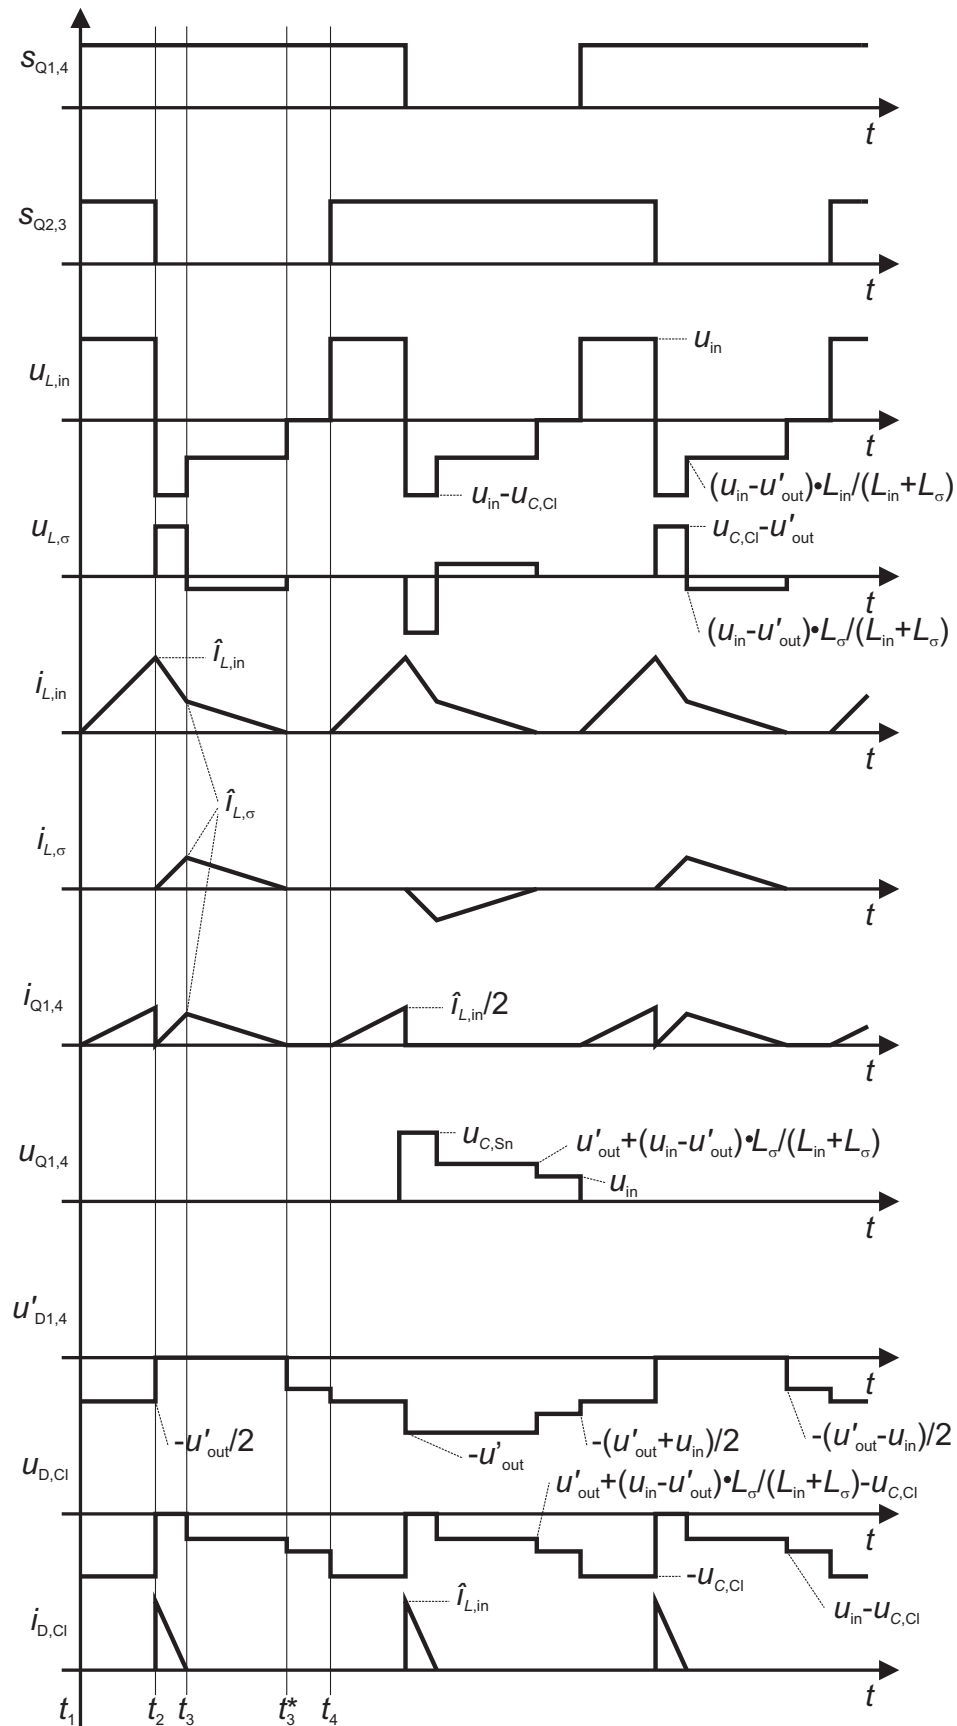 s_Q1,4
t
s_Q2,3
t
u_L,in
u_in
t
u_in-u_C,Cl
(u_in-u'_out)•L_in/(L_in+L_σ)
u_L,σ
u_C,Cl-u'_out
t
(u_in-u'_out)•L_σ/(L_in+L_σ)
i_L,in
î_L,in
t
î_L,σ
i_L,σ
t
i_Q1,4
î_L,in/2
t
u_Q1,4
u_C,Sn
u'_out+(u_in-u'_out)•L_σ/(L_in+L_σ)
u_in
t
u'_D1,4
t
-u'_out/2
-u'_out
-(u'_out+u_in)/2
-(u'_out-u_in)/2
u_D,Cl
u'_out+(u_in-u'_out)•L_σ/(L_in+L_σ)-u_C,Cl
t
-u_C,Cl
u_in-u_C,Cl
i_D,Cl
î_L,in
t_1
t_2
t_3
t_3*
t_4
t